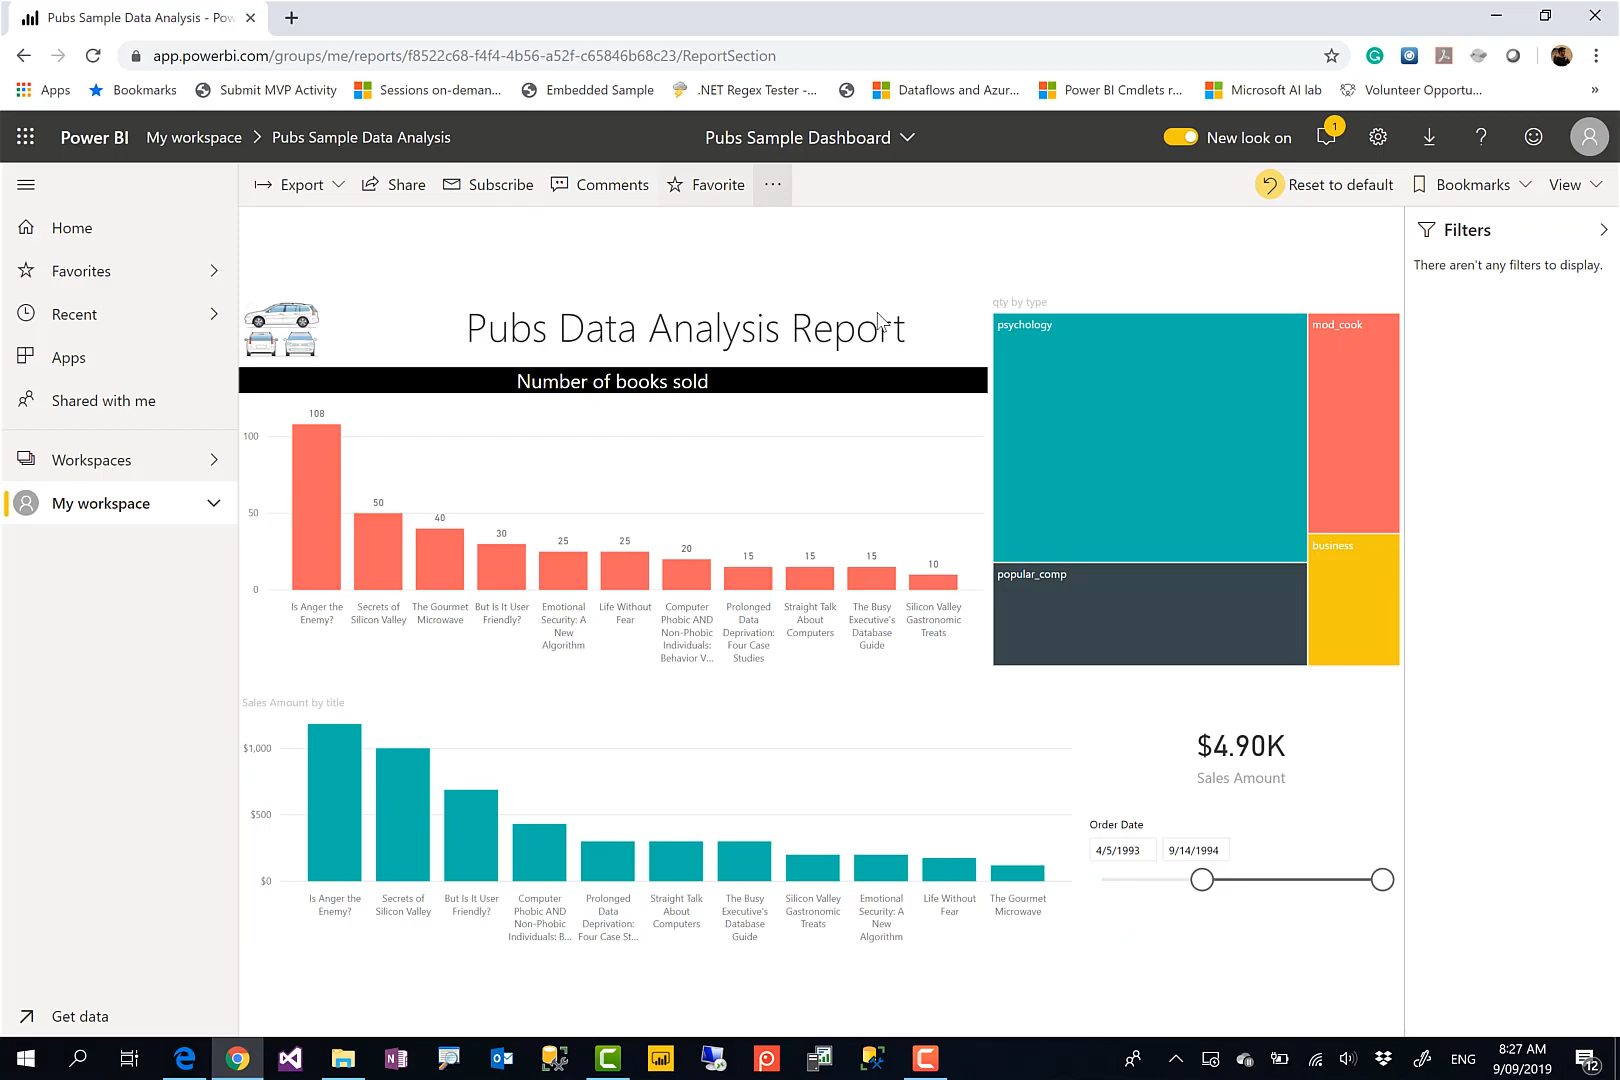 Pubs Sample Data Analysis - Pow
app.powerbi.com/groups/me/reports/f8522c68-f4f4-4b56-a52f-c65846b68c23/ReportSection
Apps
Bookmarks
Submit MVP Activity
Sessions on-deman...
Embedded Sample
.NET Regex Tester -...
Dataflows and Azur...
Power BI Cmdlets r...
Microsoft AI lab
Volunteer Opportu...
»
Power BI
My workspace > Pubs Sample Data Analysis
Pubs Sample Dashboard
New look on
1
?
Export
Share
Subscribe
Comments
Favorite
...
Reset to default
Bookmarks
View
Home
Favorites
Recent
Apps
Shared with me
Workspaces
My workspace
Get data
Filters
There aren't any filters to display.
Pubs Data Analysis Report
Number of books sold
108
100
50
50
40
30
25
25
20
15
15
15
10
0
Is Anger the
Enemy?
Secrets of
Silicon Valley
The Gourmet
Microwave
But Is It User
Friendly?
Emotional
Security: A
New
Algorithm
Life Without
Fear
Computer
Phobic AND
Non-Phobic
Individuals:
Behavior V...
Prolonged
Data
Deprivation:
Four Case
Studies
Straight Talk
About
Computers
The Busy
Executive's
Database
Guide
Silicon Valley
Gastronomic
Treats
qty by type
psychology
mod_cook
business
popular_comp
Sales Amount by title
$1,000
$500
$0
Is Anger the
Enemy?
Secrets of
Silicon Valley
But Is It User
Friendly?
Computer
Phobic AND
Non-Phobic
Individuals: B...
Prolonged
Data
Deprivation:
Four Case St...
Straight Talk
About
Computers
The Busy
Executive's
Database
Guide
Silicon Valley
Gastronomic
Treats
Emotional
Security: A
New
Algorithm
Life Without
Fear
The Gourmet
Microwave
$4.90K
Sales Amount
Order Date
4/5/1993
9/14/1994
ENG
8:27 AM
9/09/2019
12